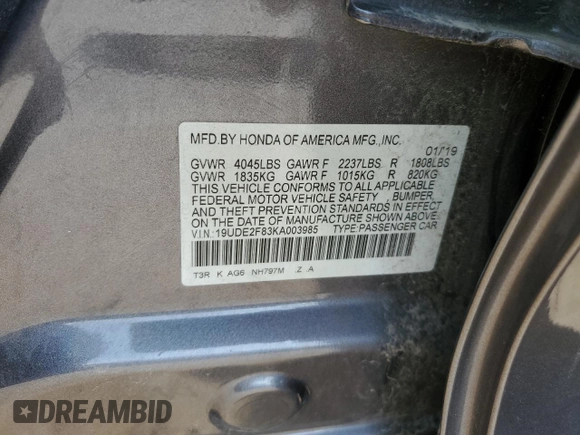 MFD.BY HONDA OF AMERICA MFG.,INC. 01/19
GVWR 4045LBS GAWR F 2237LBS R 1808LBS
GVWR 1835KG GAWR F 1015KG R 820KG
THIS VEHICLE CONFORMS TO ALL APPLICABLE
FEDERAL MOTOR VEHICLE SAFETY , BUMPER,
AND THEFT PREVENTION STANDARDS IN EFFECT
ON THE DATE OF MANUFACTURE SHOWN ABOVE.
V.I.N.:19UDE2F83KA003985 TYPE:PASSENGER CAR
T3R K AG6 NH797M .Z .A
DREAMBID